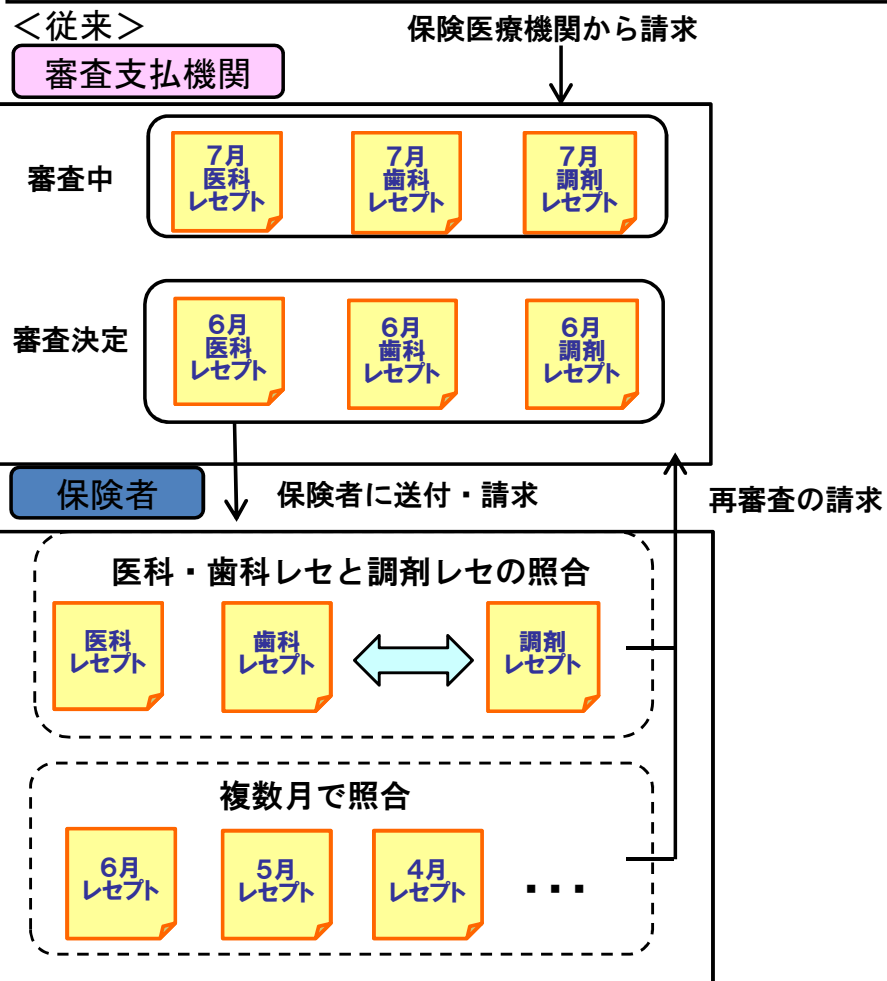 ＜従来＞
保険医療機関から請求
審査支払機関
審査中
７月
医科
レセプト
７月
歯科
レセプト
７月
調剤
レセプト
審査決定
６月
医科
レセプト
６月
歯科
レセプト
６月
調剤
レセプト
保険者
保険者に送付・請求
再審査の請求
医科・歯科レセと調剤レセの照合
医科
レセプト
歯科
レセプト
調剤
レセプト
複数月で照合
６月
レセプト
５月
レセプト
４月
レセプト
・・・